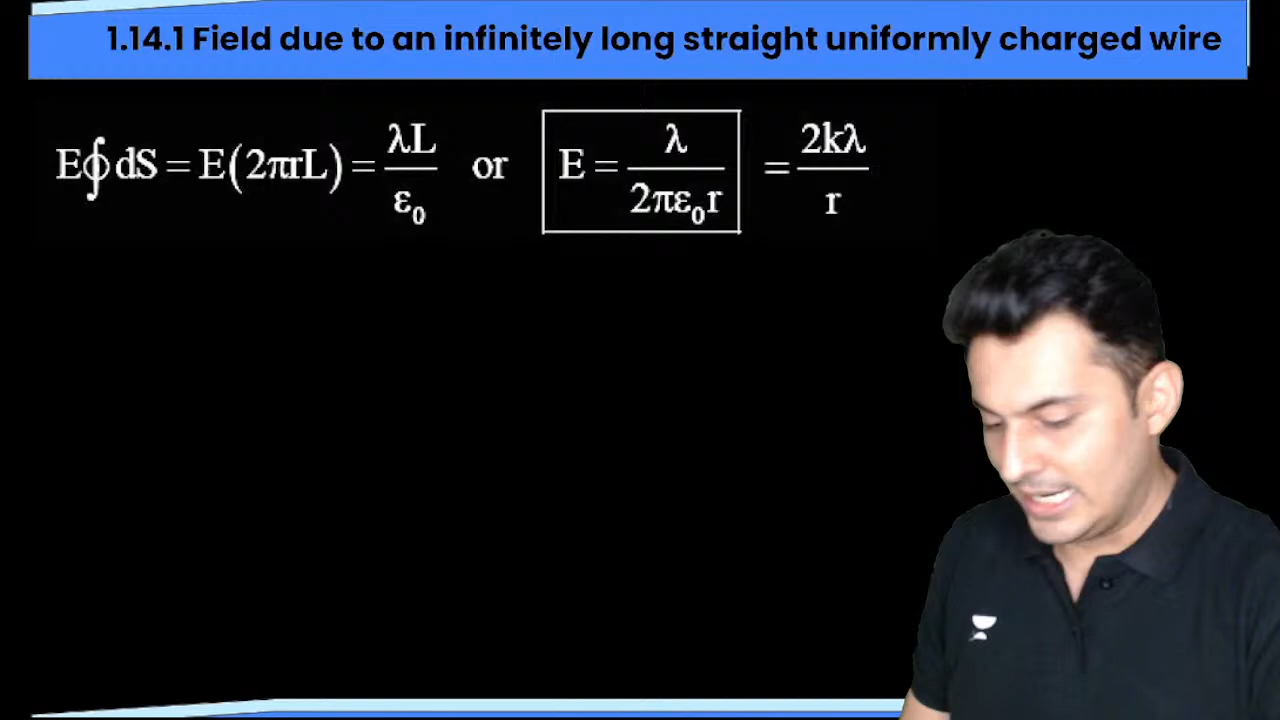 1.14.1 Field due to an infinitely long straight uniformly charged wire
E∮dS = E(2πrL) = λL/ε₀ or E = λ/2πε₀r = 2kλ/r